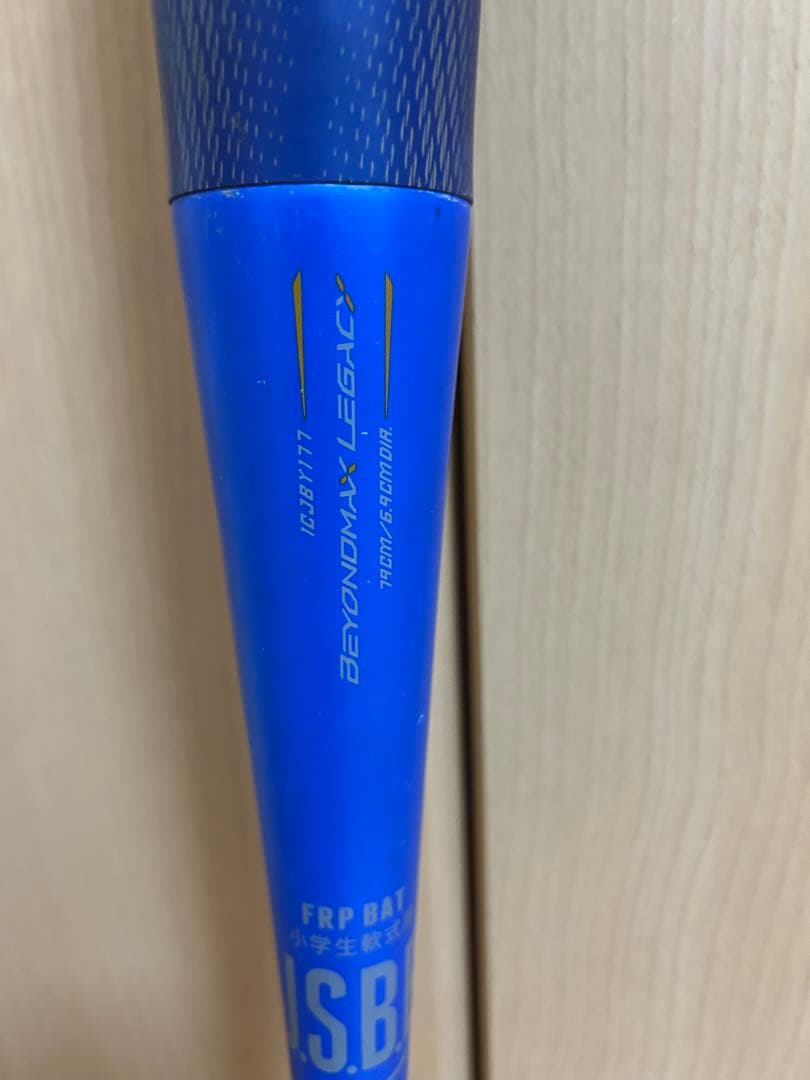 1CJBY177
BEYONDMAX LEGACY
79CM/6.9CMDIA.
FRP BAT
小学生軟式
J.S.B.B